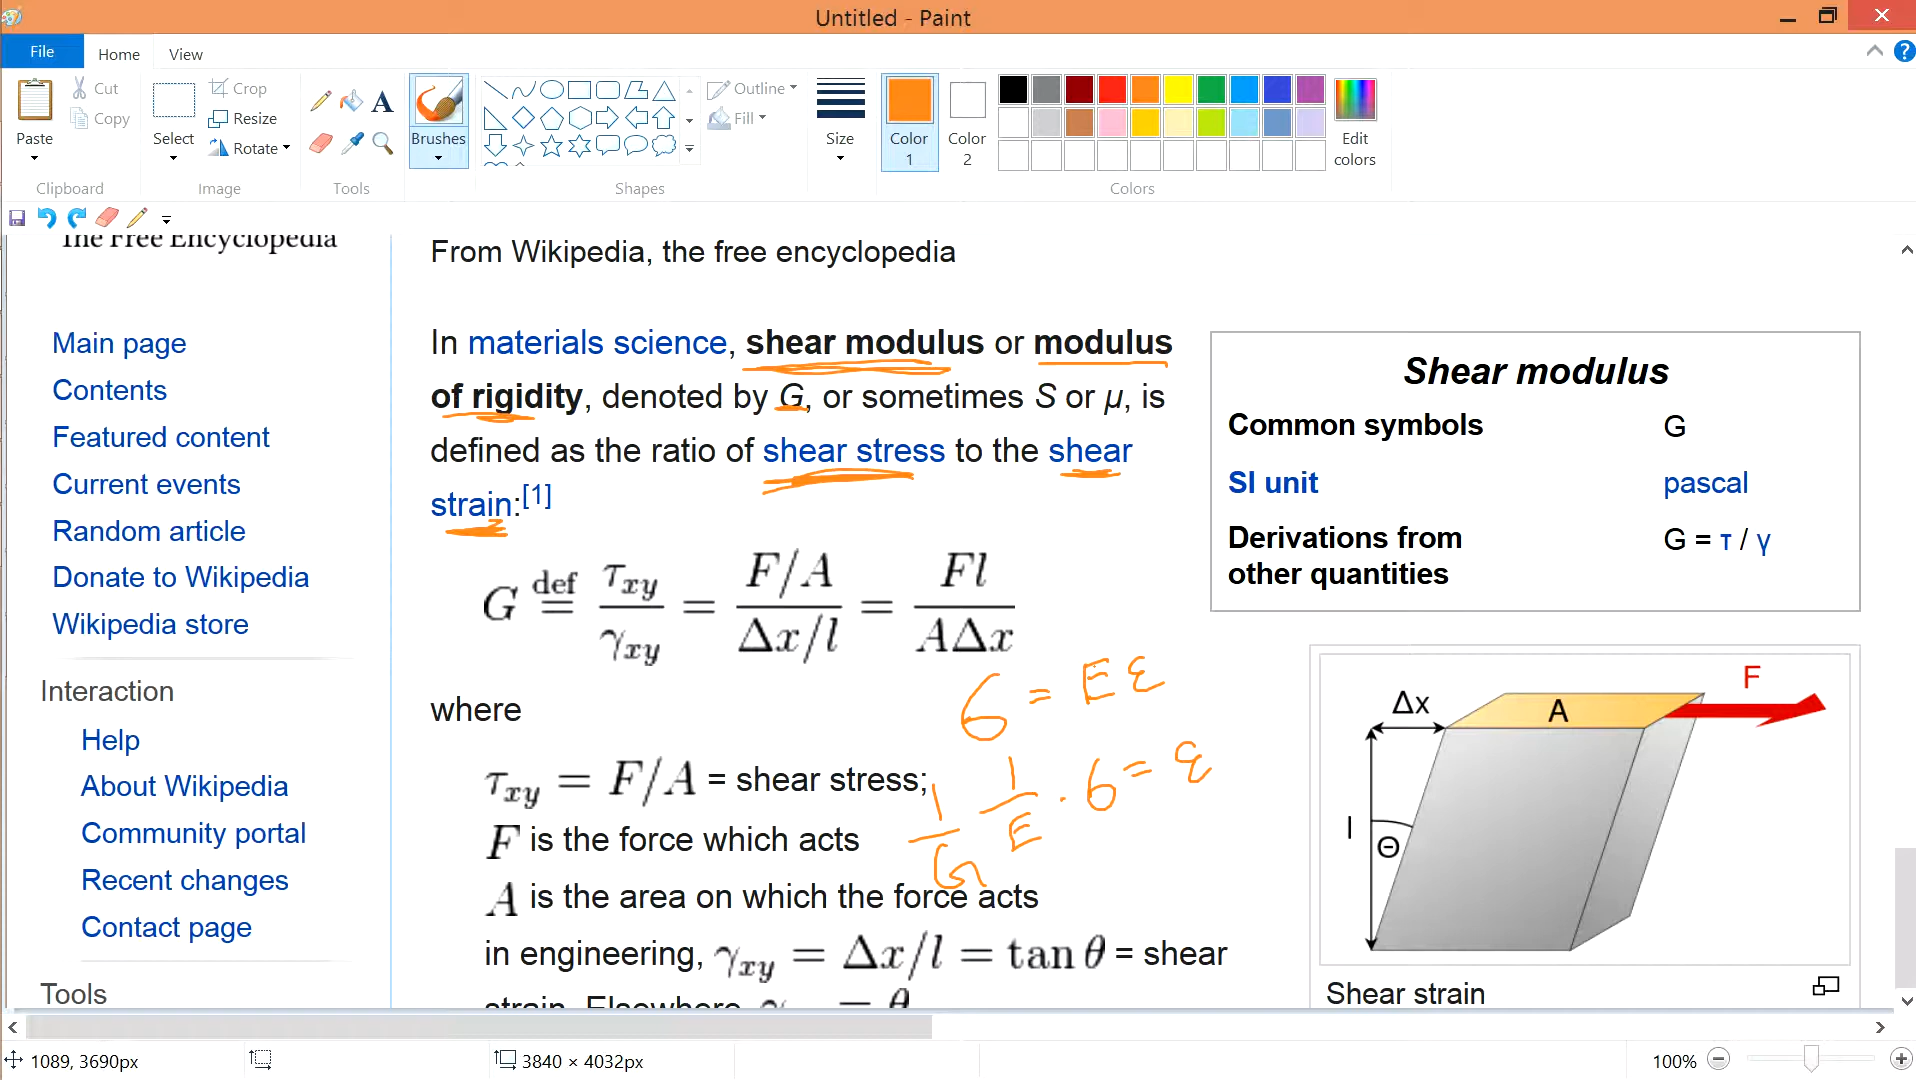 Untitled - Paint
File
Home
View
Paste
Cut
Copy
Clipboard
Select
Crop
Resize
Rotate
Image
A
Tools
Brushes
Shapes
Outline
Fill
Size
Color 1
Color 2
Edit colors
Colors
The Free Encyclopedia
Main page
Contents
Featured content
Current events
Random article
Donate to Wikipedia
Wikipedia store
Interaction
Help
About Wikipedia
Community portal
Recent changes
Contact page
Tools
From Wikipedia, the free encyclopedia
In materials science, shear modulus or modulus
of rigidity, denoted by G, or sometimes S or μ, is
defined as the ratio of shear stress to the shear
strain:[1]
G def= τxy/γxy = F/A / Δx/l = Fl / AΔx
σ = E ε
where
1/G 1/E · σ = ε
τxy = F/A = shear stress;
F is the force which acts
A is the area on which the force acts
in engineering, γxy = Δx/l = tan θ = shear
strain. Elsewhere, γ = θ
Shear modulus
Common symbols G
SI unit pascal
Derivations from other quantities G = τ / γ
F
Δx
A
l
Θ
Shear strain
1089, 3690px
3840 × 4032px
100%